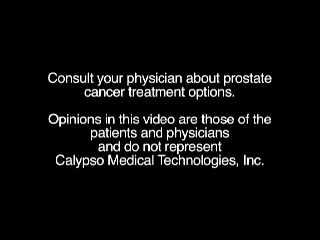 Consult your physician about prostate
cancer treatment options.
Opinions in this video are those of the
patients and physicians
and do not represent
Calypso Medical Technologies, Inc.